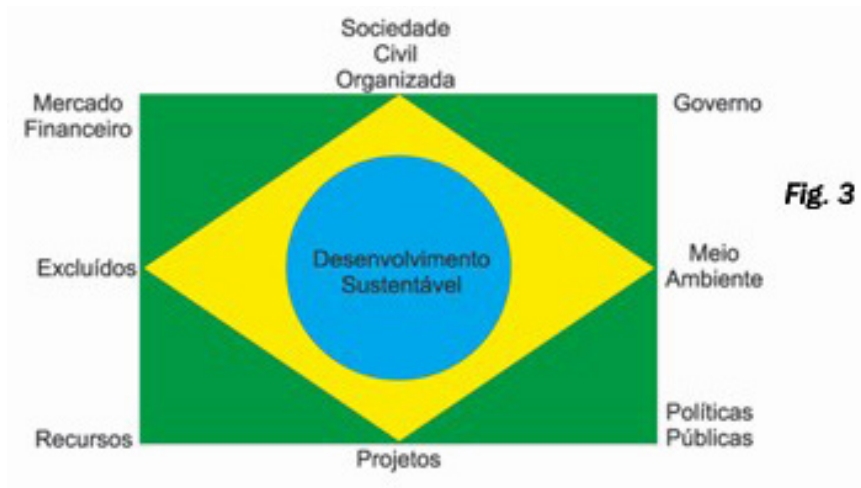 Sociedade
Civil
Organizada
Mercado
Financeiro
Governo
Fig. 3
Excluídos
Desenvolvimento
Sustentável
Meio
Ambiente
Recursos
Projetos
Políticas
Públicas